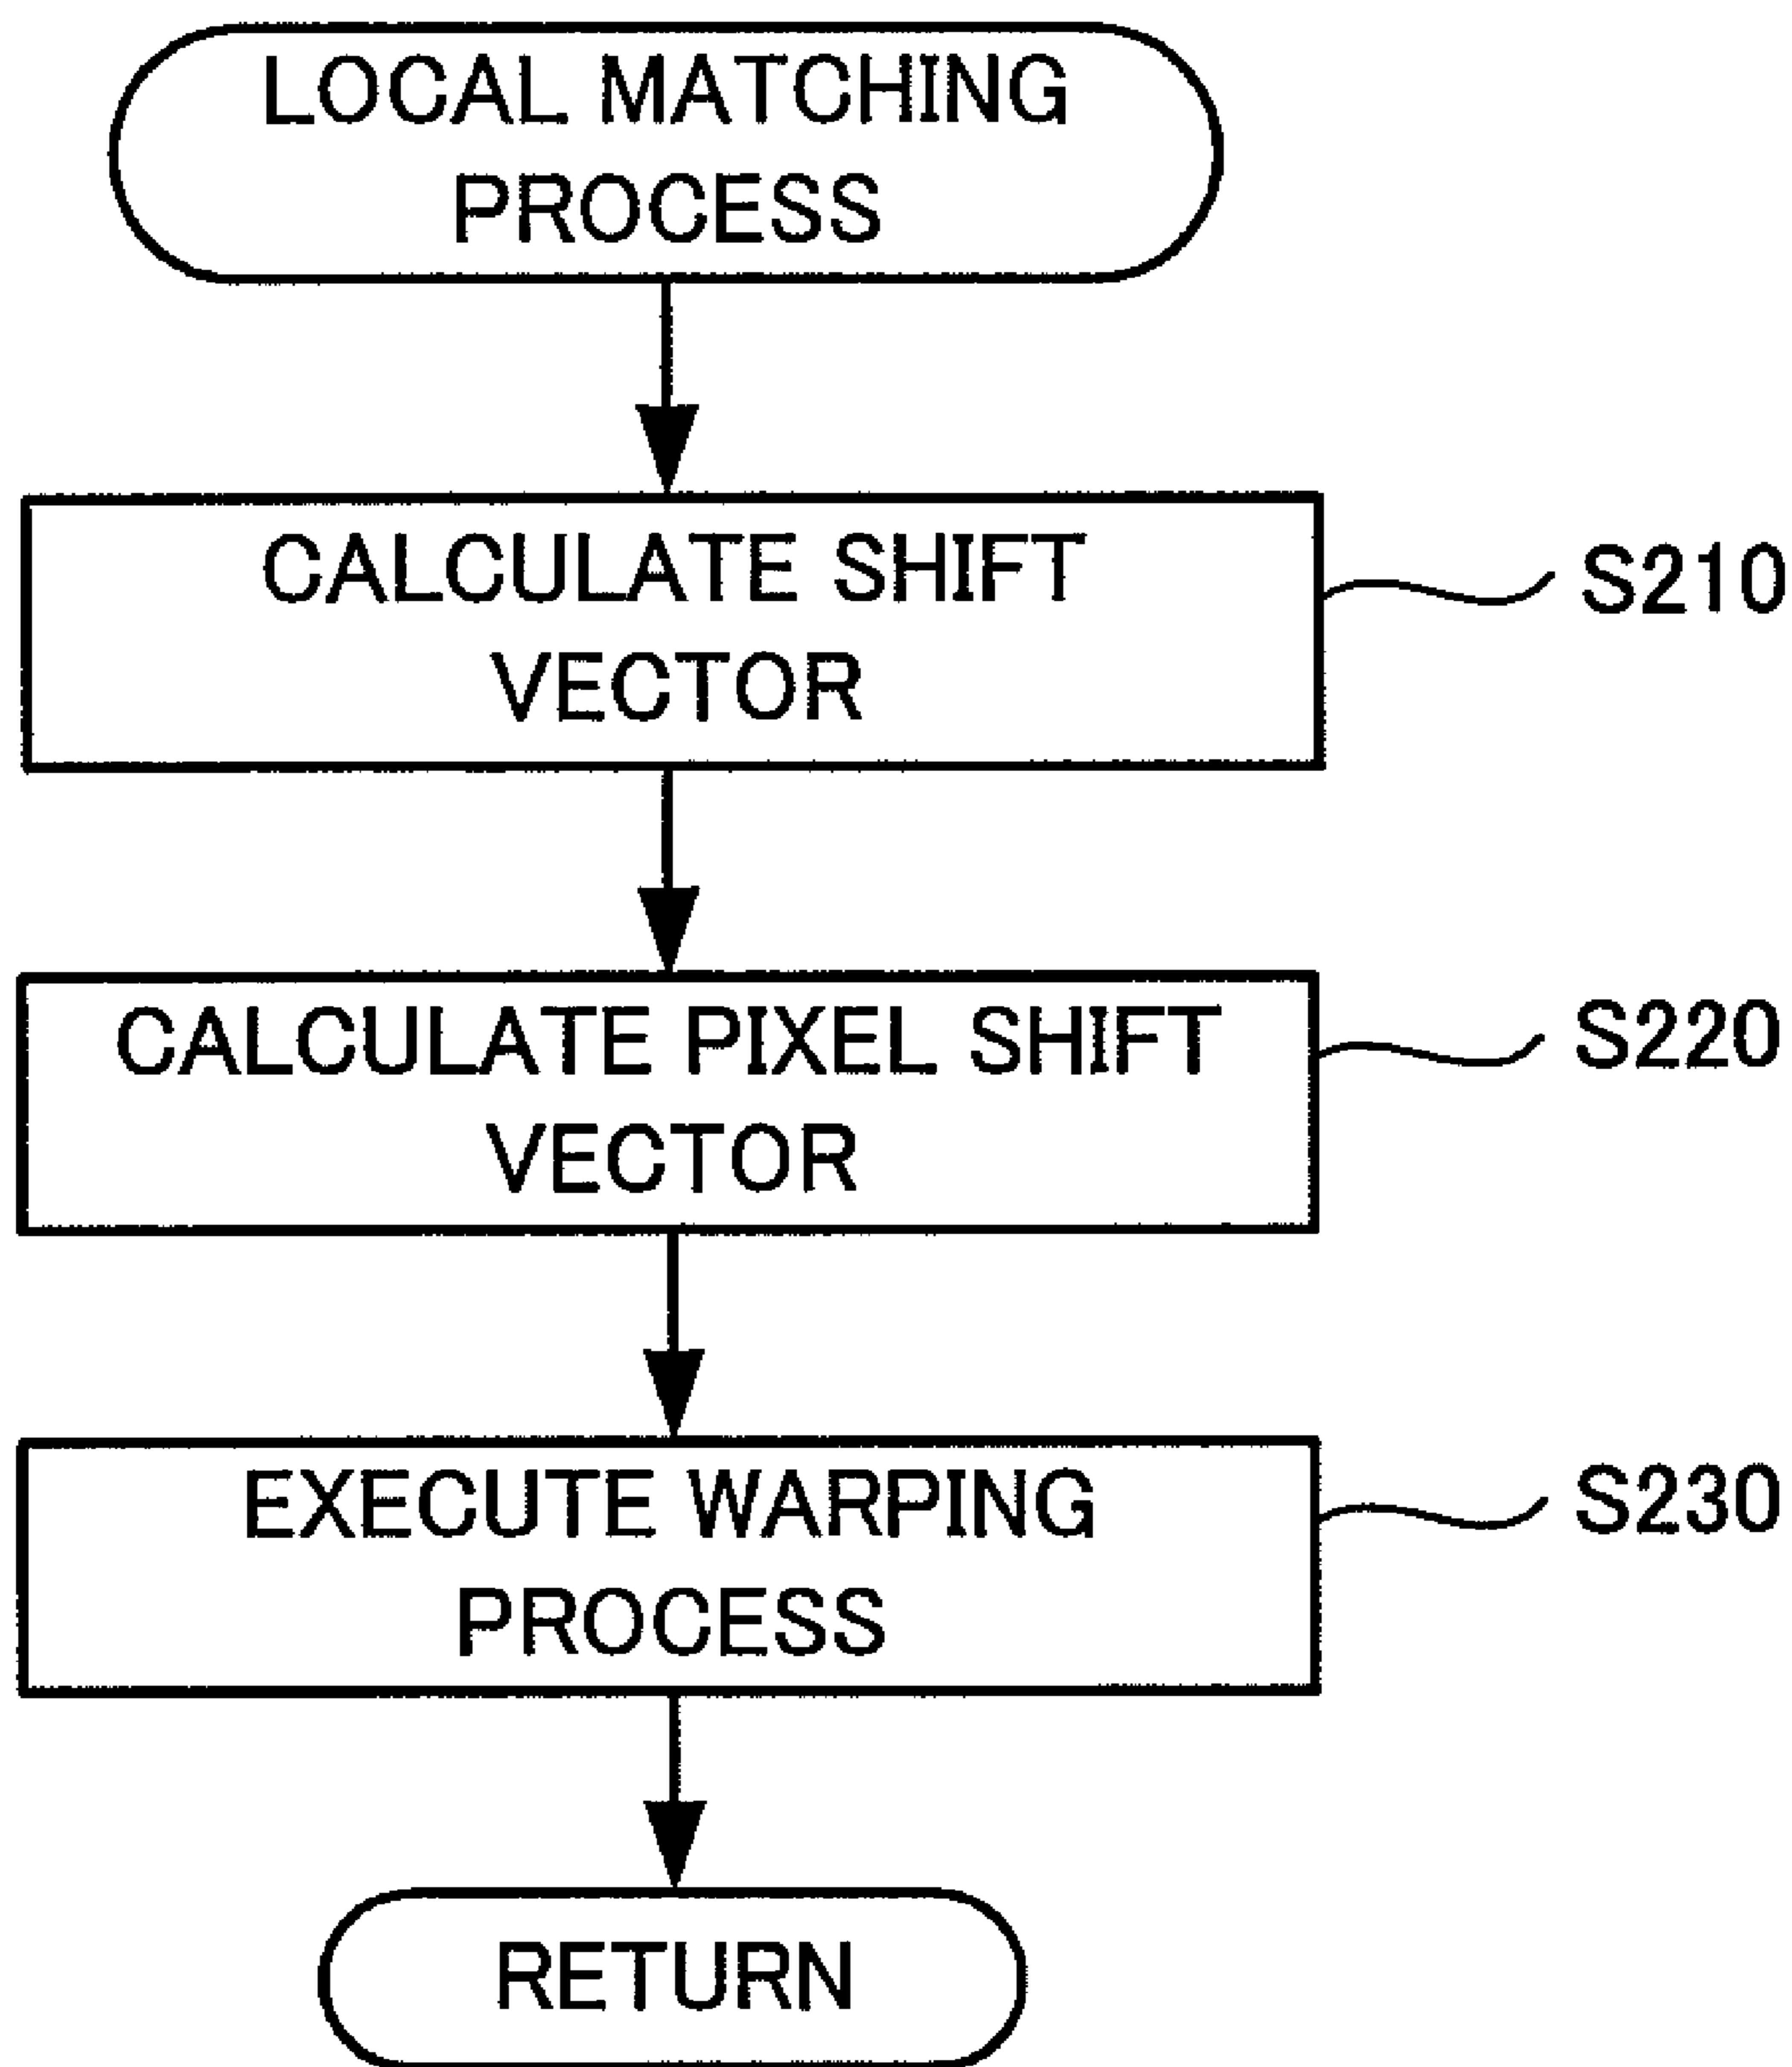 LOCAL MATCHING
PROCESS
CALCULATE SHIFT
VECTOR
S210
CALCULATE PIXEL SHIFT
VECTOR
S220
EXECUTE WARPING
PROCESS
S230
RETURN